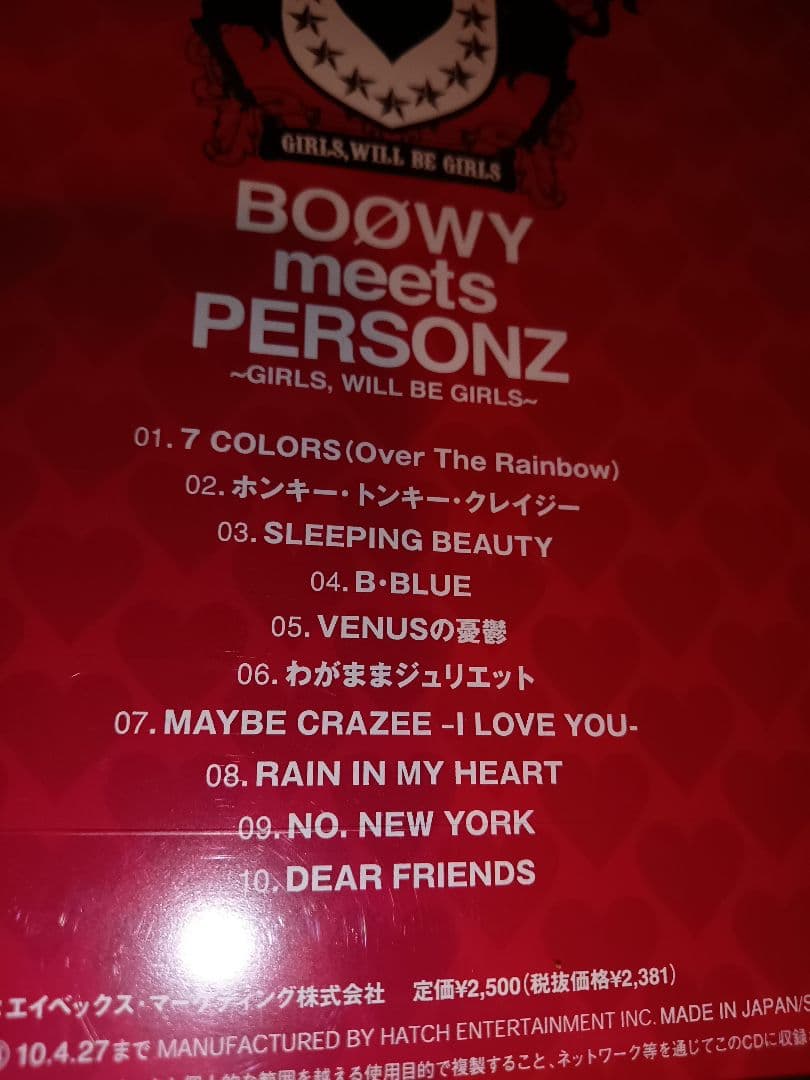 GIRLS, WILL BE GIRLS
BOØWY
meets
PERSONZ
~GIRLS, WILL BE GIRLS~
01. 7 COLORS(Over The Rainbow)
02. ホンキー・トンキー・クレイジー
03. SLEEPING BEAUTY
04. B・BLUE
05. VENUSの憂鬱
06. わがままジュリエット
07. MAYBE CRAZEE –I LOVE YOU-
08. RAIN IN MY HEART
09. NO. NEW YORK
10. DEAR FRIENDS
:エイベックス・マーケティング株式会社 定価¥2,500(税抜価格¥2,381)
10.4.27まで MANUFACTURED BY HATCH ENTERTAINMENT INC. MADE IN JAPAN/S
個人的な範囲を越える使用目的で複製すること、ネットワーク等を通じてこのCDに収録